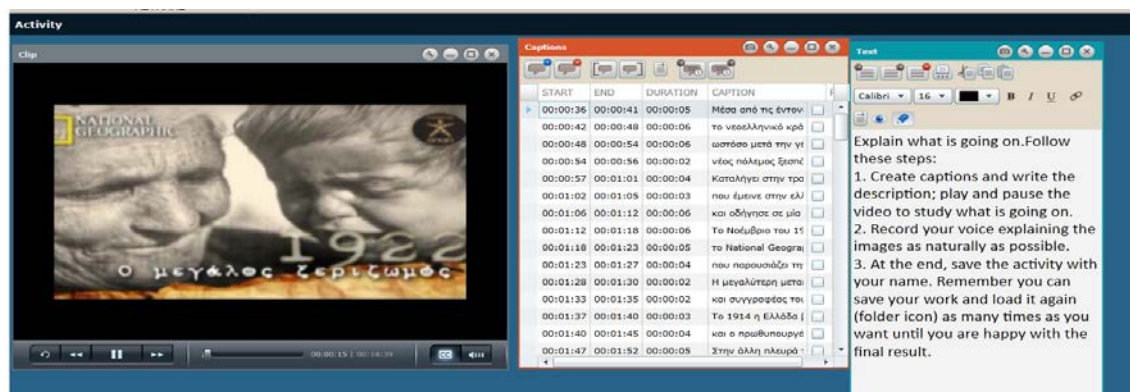 Activity
Clip
NATIONAL
GEOGRAPHIC
1922
ο μεγάλος ξεριζωμός
00:00:15 | 00:14:39
CC
Captions
START END DURATION CAPTION
00:00:36 00:00:41 00:00:05 Μέσα από τις έντον
00:00:42 00:00:48 00:00:06 το νεοελληνικό κρά
00:00:48 00:00:54 00:00:06 ωστόσο μετά την γε
00:00:54 00:00:56 00:00:02 νέος πόλεμος ξεσπά
00:00:57 00:01:01 00:00:04 Καταλήγει στην τρα
00:01:02 00:01:05 00:00:03 που έμεινε στην ελλ
00:01:06 00:01:12 00:00:06 και οδήγησε σε μία
00:01:12 00:01:18 00:00:06 Το Νοέμβριο του 19
00:01:18 00:01:23 00:00:05 το National Geograp
00:01:23 00:01:27 00:00:04 που παρουσιάζει τη
00:01:28 00:01:30 00:00:02 Η μεγαλύτερη μετα
00:01:33 00:01:35 00:00:02 και συγγραφέας του
00:01:37 00:01:40 00:00:03 Το 1914 η Ελλάδα
00:01:40 00:01:45 00:00:04 και ο πρωθυπουργό
00:01:47 00:01:52 00:00:05 Στην άλλη πλευρά
Text
Calibri 16 B I U
Explain what is going on.Follow
these steps:
1. Create captions and write the
description; play and pause the
video to study what is going on.
2. Record your voice explaining the
images as naturally as possible.
3. At the end, save the activity with
your name. Remember you can
save your work and load it again
(folder icon) as many times as you
want until you are happy with the
final result.